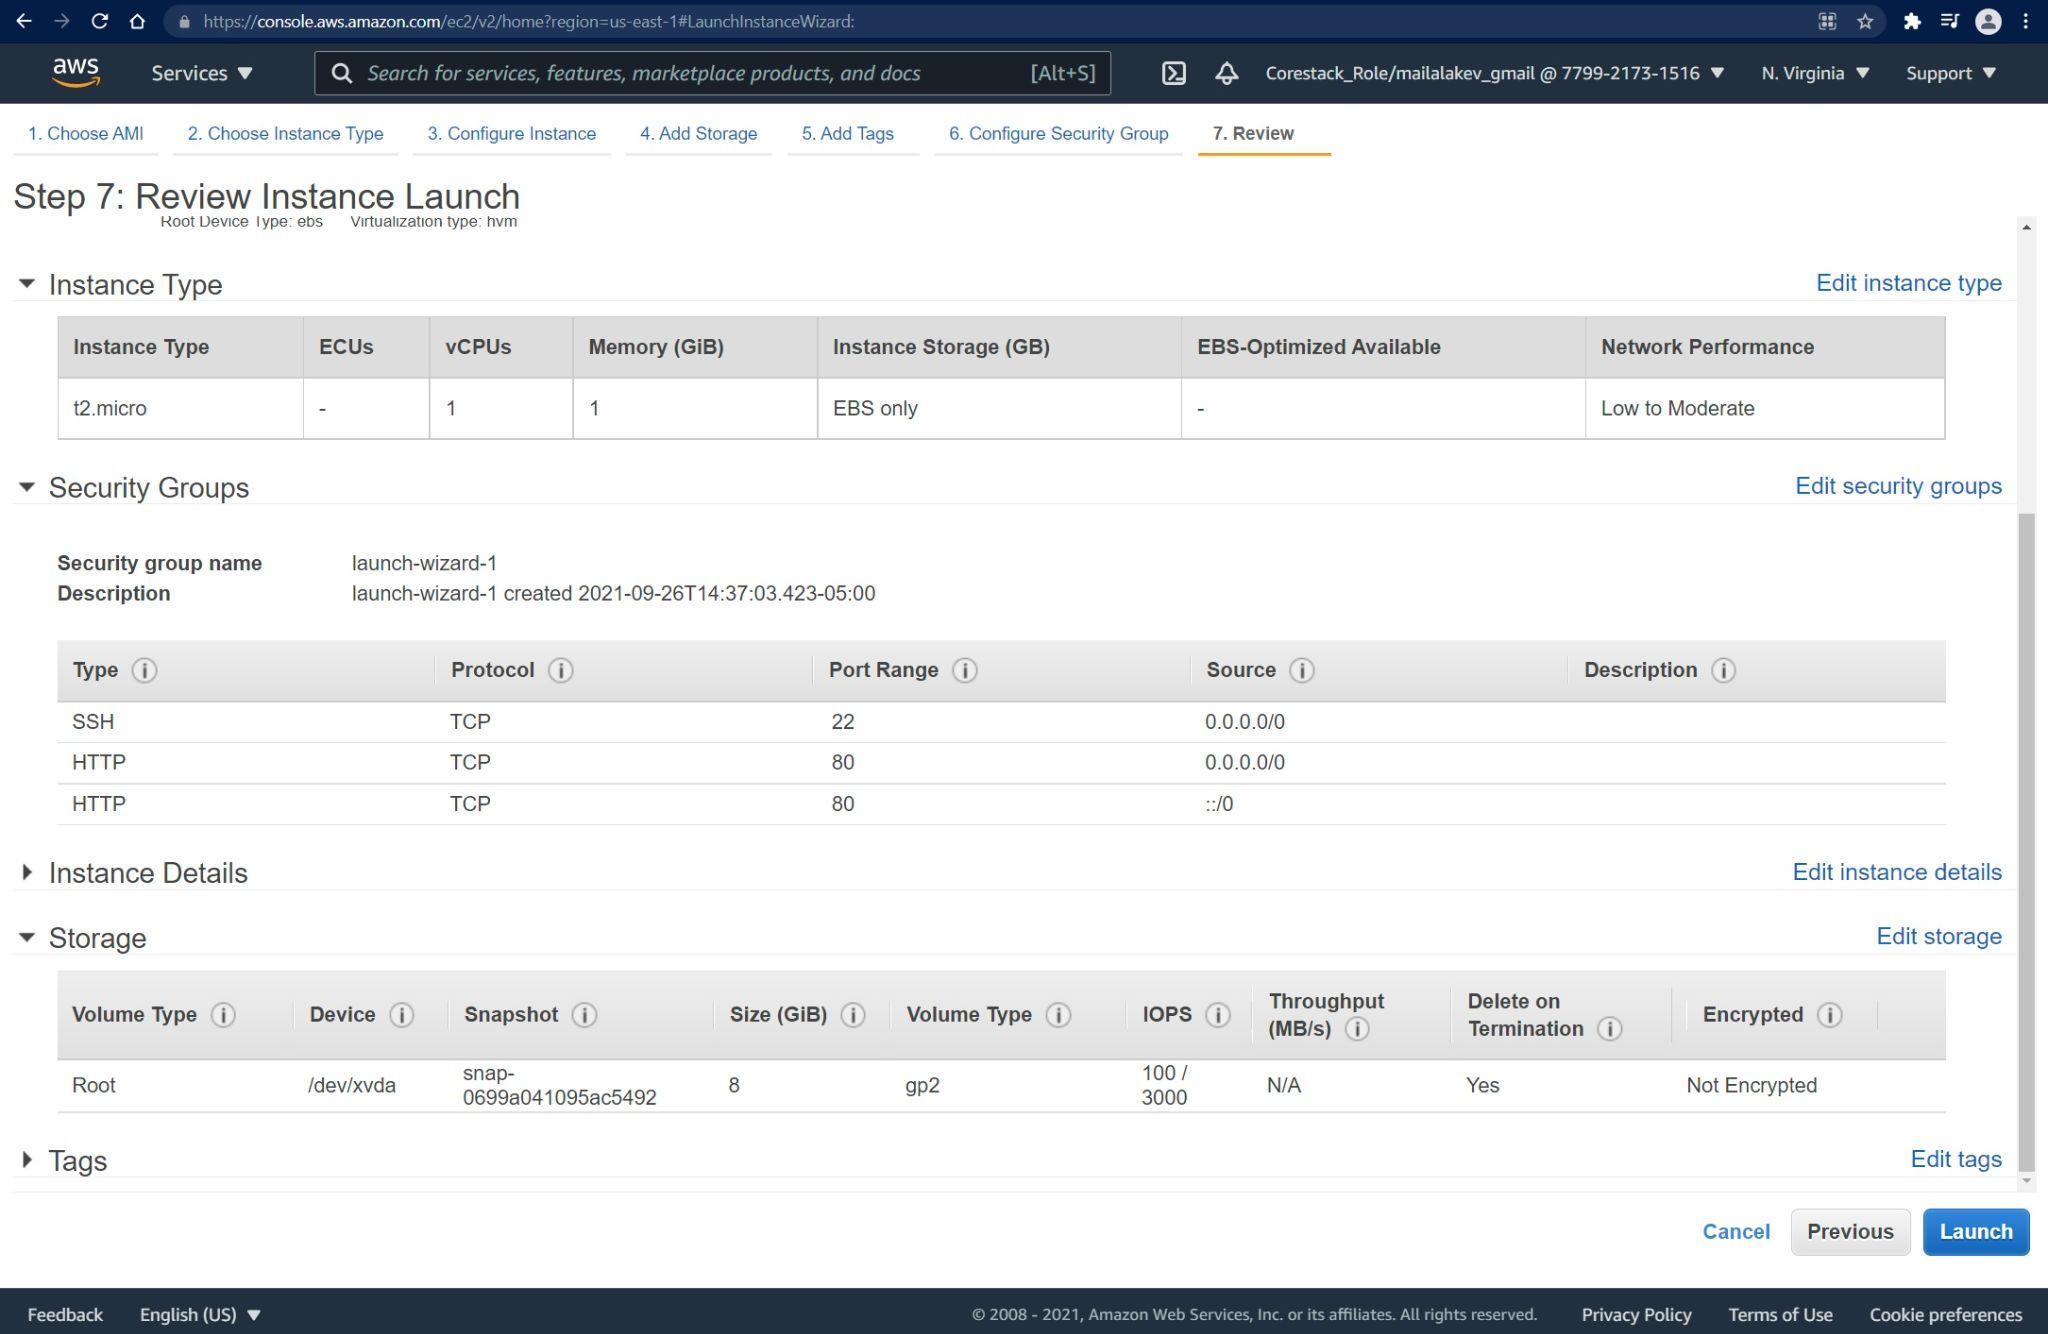 https://console.aws.amazon.com/ec2/v2/home?region=us-east-1#LaunchInstanceWizard:
aws Services Search for services, features, marketplace products, and docs [Alt+S] Corestack_Role/mailalakev_gmail @ 7799-2173-1516 N. Virginia Support
1. Choose AMI 2. Choose Instance Type 3. Configure Instance 4. Add Storage 5. Add Tags 6. Configure Security Group 7. Review
Step 7: Review Instance Launch
Root Device Type: ebs Virtualization type: hvm
Instance Type Edit instance type
Instance Type ECUs vCPUs Memory (GiB) Instance Storage (GB) EBS-Optimized Available Network Performance
t2.micro - 1 1 EBS only - Low to Moderate
Security Groups Edit security groups
Security group name launch-wizard-1
Description launch-wizard-1 created 2021-09-26T14:37:03.423-05:00
Type Protocol Port Range Source Description
SSH TCP 22 0.0.0.0/0
HTTP TCP 80 0.0.0.0/0
HTTP TCP 80 ::/0
Instance Details Edit instance details
Storage Edit storage
Volume Type Device Snapshot Size (GiB) Volume Type IOPS Throughput (MB/s) Delete on Termination Encrypted
Root /dev/xvda snap-0699a041095ac5492 8 gp2 100 / 3000 N/A Yes Not Encrypted
Tags Edit tags
Cancel Previous Launch
Feedback English (US) © 2008 - 2021, Amazon Web Services, Inc. or its affiliates. All rights reserved. Privacy Policy Terms of Use Cookie preferences